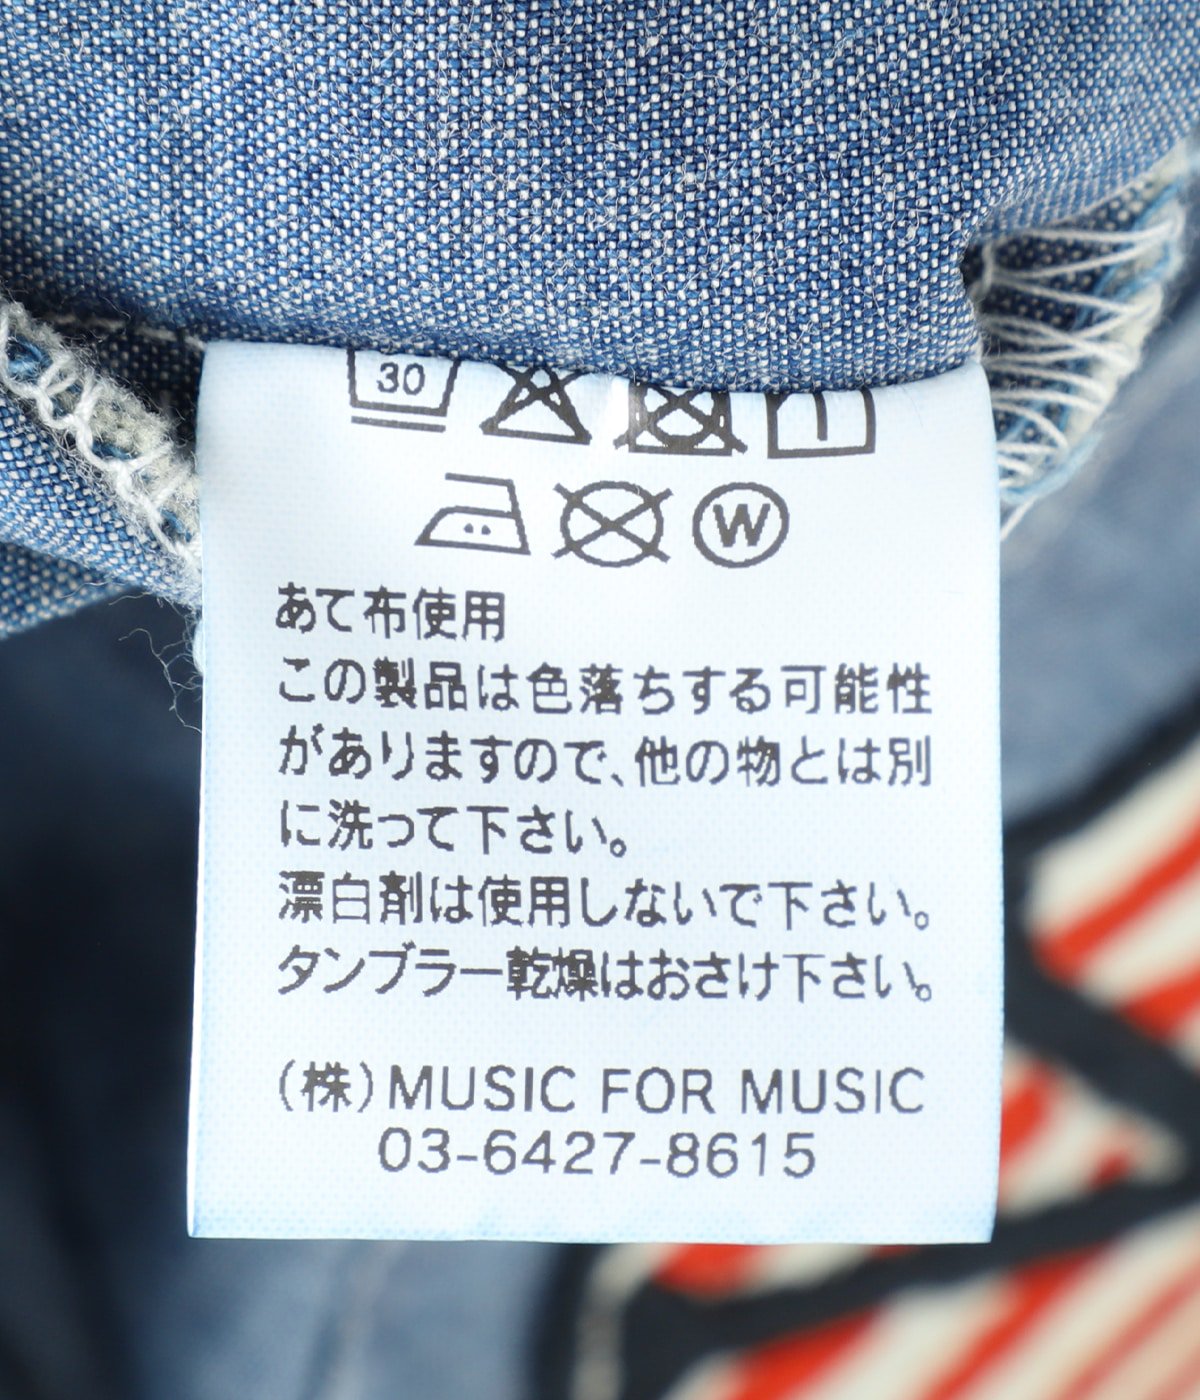 30
W
あて布使用
この製品は色落ちする可能性
がありますので、他の物とは別
に洗って下さい。
漂白剤は使用しないで下さい。
タンブラー乾燥はおさけ下さい。
(株)MUSIC FOR MUSIC
03-6427-8615